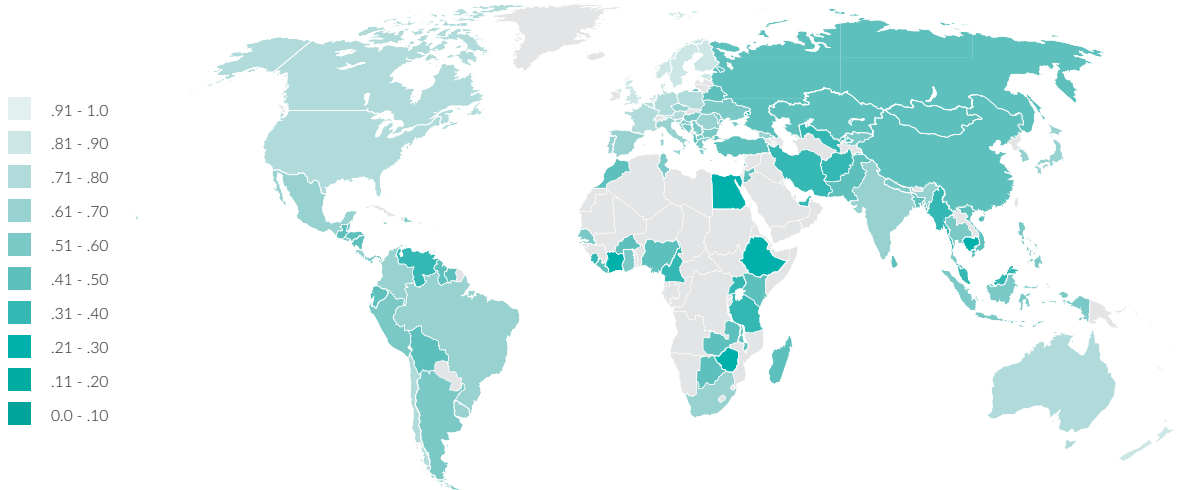 .91 - 1.0
.81 - .90
.71 - .80
.61 - .70
.51 - .60
.41 - .50
.31 - .40
.21 - .30
.11 - .20
0.0 - .10